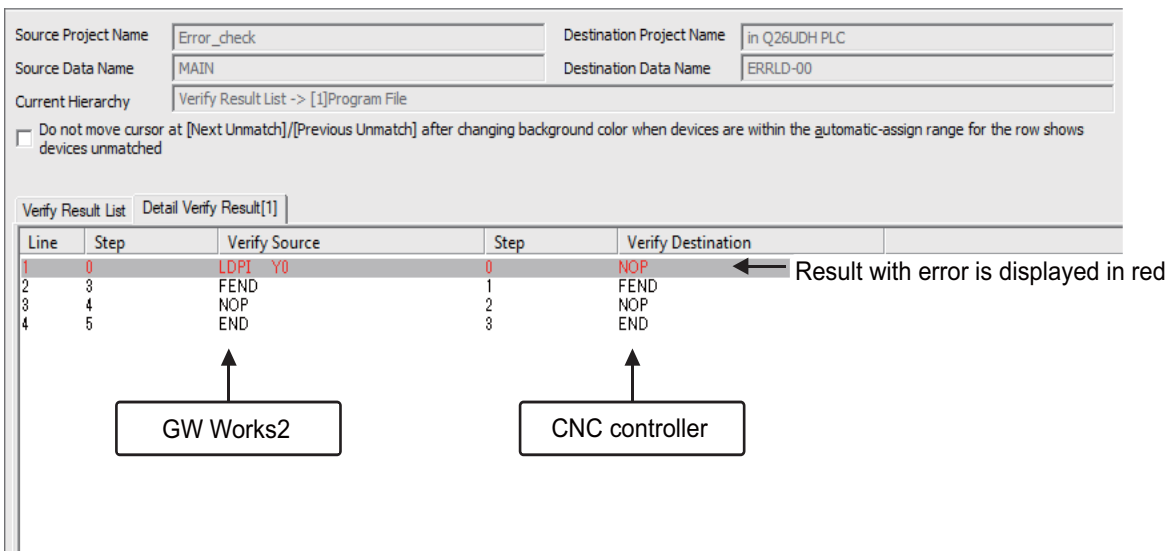 Source Project Name Error_check Destination Project Name in Q26UDH PLC
Source Data Name MAIN Destination Data Name ERRLD-00
Current Hierarchy Verify Result List -> [1]Program File
Do not move cursor at [Next Unmatch]/[Previous Unmatch] after changing background color when devices are within the automatic-assign range for the row shows
devices unmatched
Verify Result List Detail Verify Result[1]
Line Step Verify Source Step Verify Destination
1 0 LDPI Y0 0 NOP Result with error is displayed in red
2 3 FEND 1 FEND
3 4 NOP 2 NOP
4 5 END 3 END
GW Works2 CNC controller